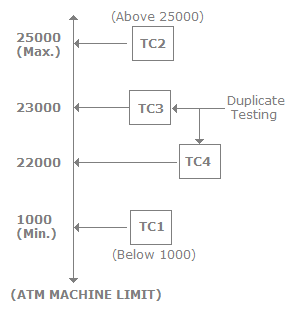 (Above 25000)
25000
(Max.)
TC2
23000
TC3
Duplicate
Testing
22000
TC4
1000
(Min.)
TC1
(Below 1000)
(ATM MACHINE LIMIT)